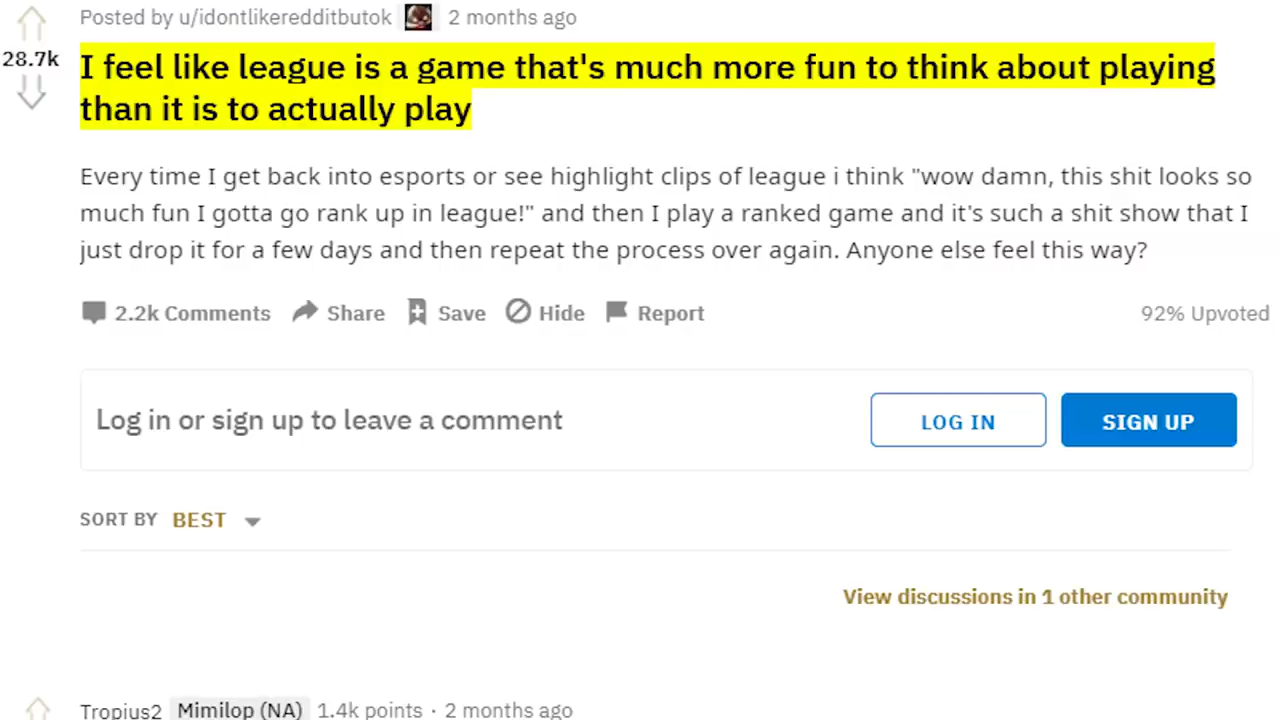 Posted by u/idontlikeredditbutok 2 months ago
28.7k
I feel like league is a game that's much more fun to think about playing
than it is to actually play
Every time I get back into esports or see highlight clips of league i think "wow damn, this shit looks so
much fun I gotta go rank up in league!" and then I play a ranked game and it's such a shit show that I
just drop it for a few days and then repeat the process over again. Anyone else feel this way?
2.2k Comments Share Save Hide Report 92% Upvoted
Log in or sign up to leave a comment LOG IN SIGN UP
SORT BY BEST
View discussions in 1 other community
Tropius2 Mimilop (NA) 1.4k points · 2 months ago